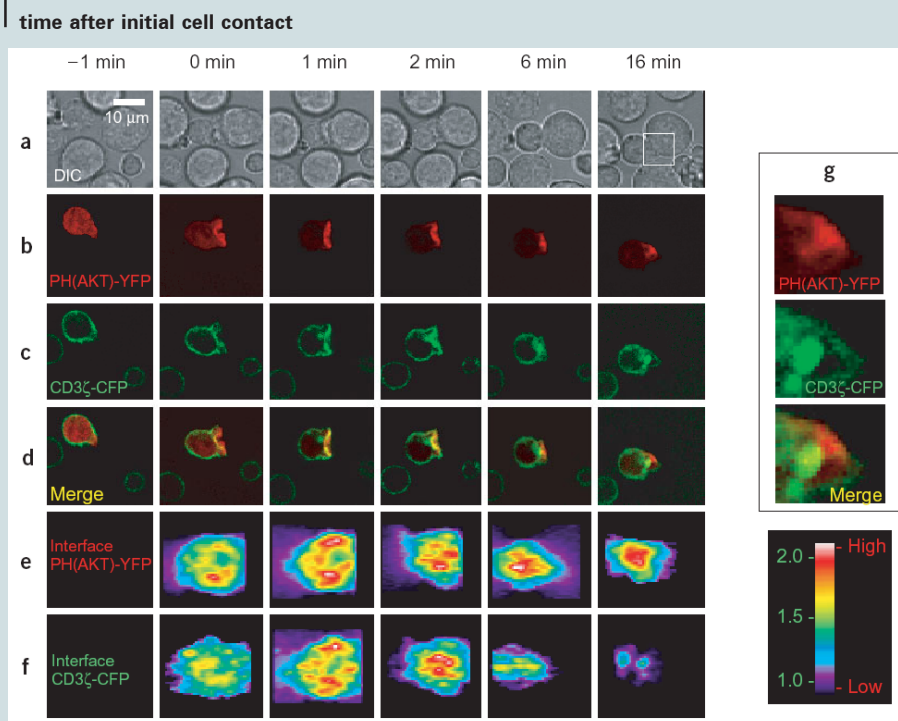 time after initial cell contact
−1 min 0 min 1 min 2 min 6 min 16 min
a
10 μm
DIC
g
b
PH(AKT)-YFP
PH(AKT)-YFP
c
CD3ζ-CFP
CD3ζ-CFP
d
Merge
Merge
e
Interface
PH(AKT)-YFP
2.0 - - High
1.5 -
f
Interface
CD3ζ-CFP
1.0 - - Low